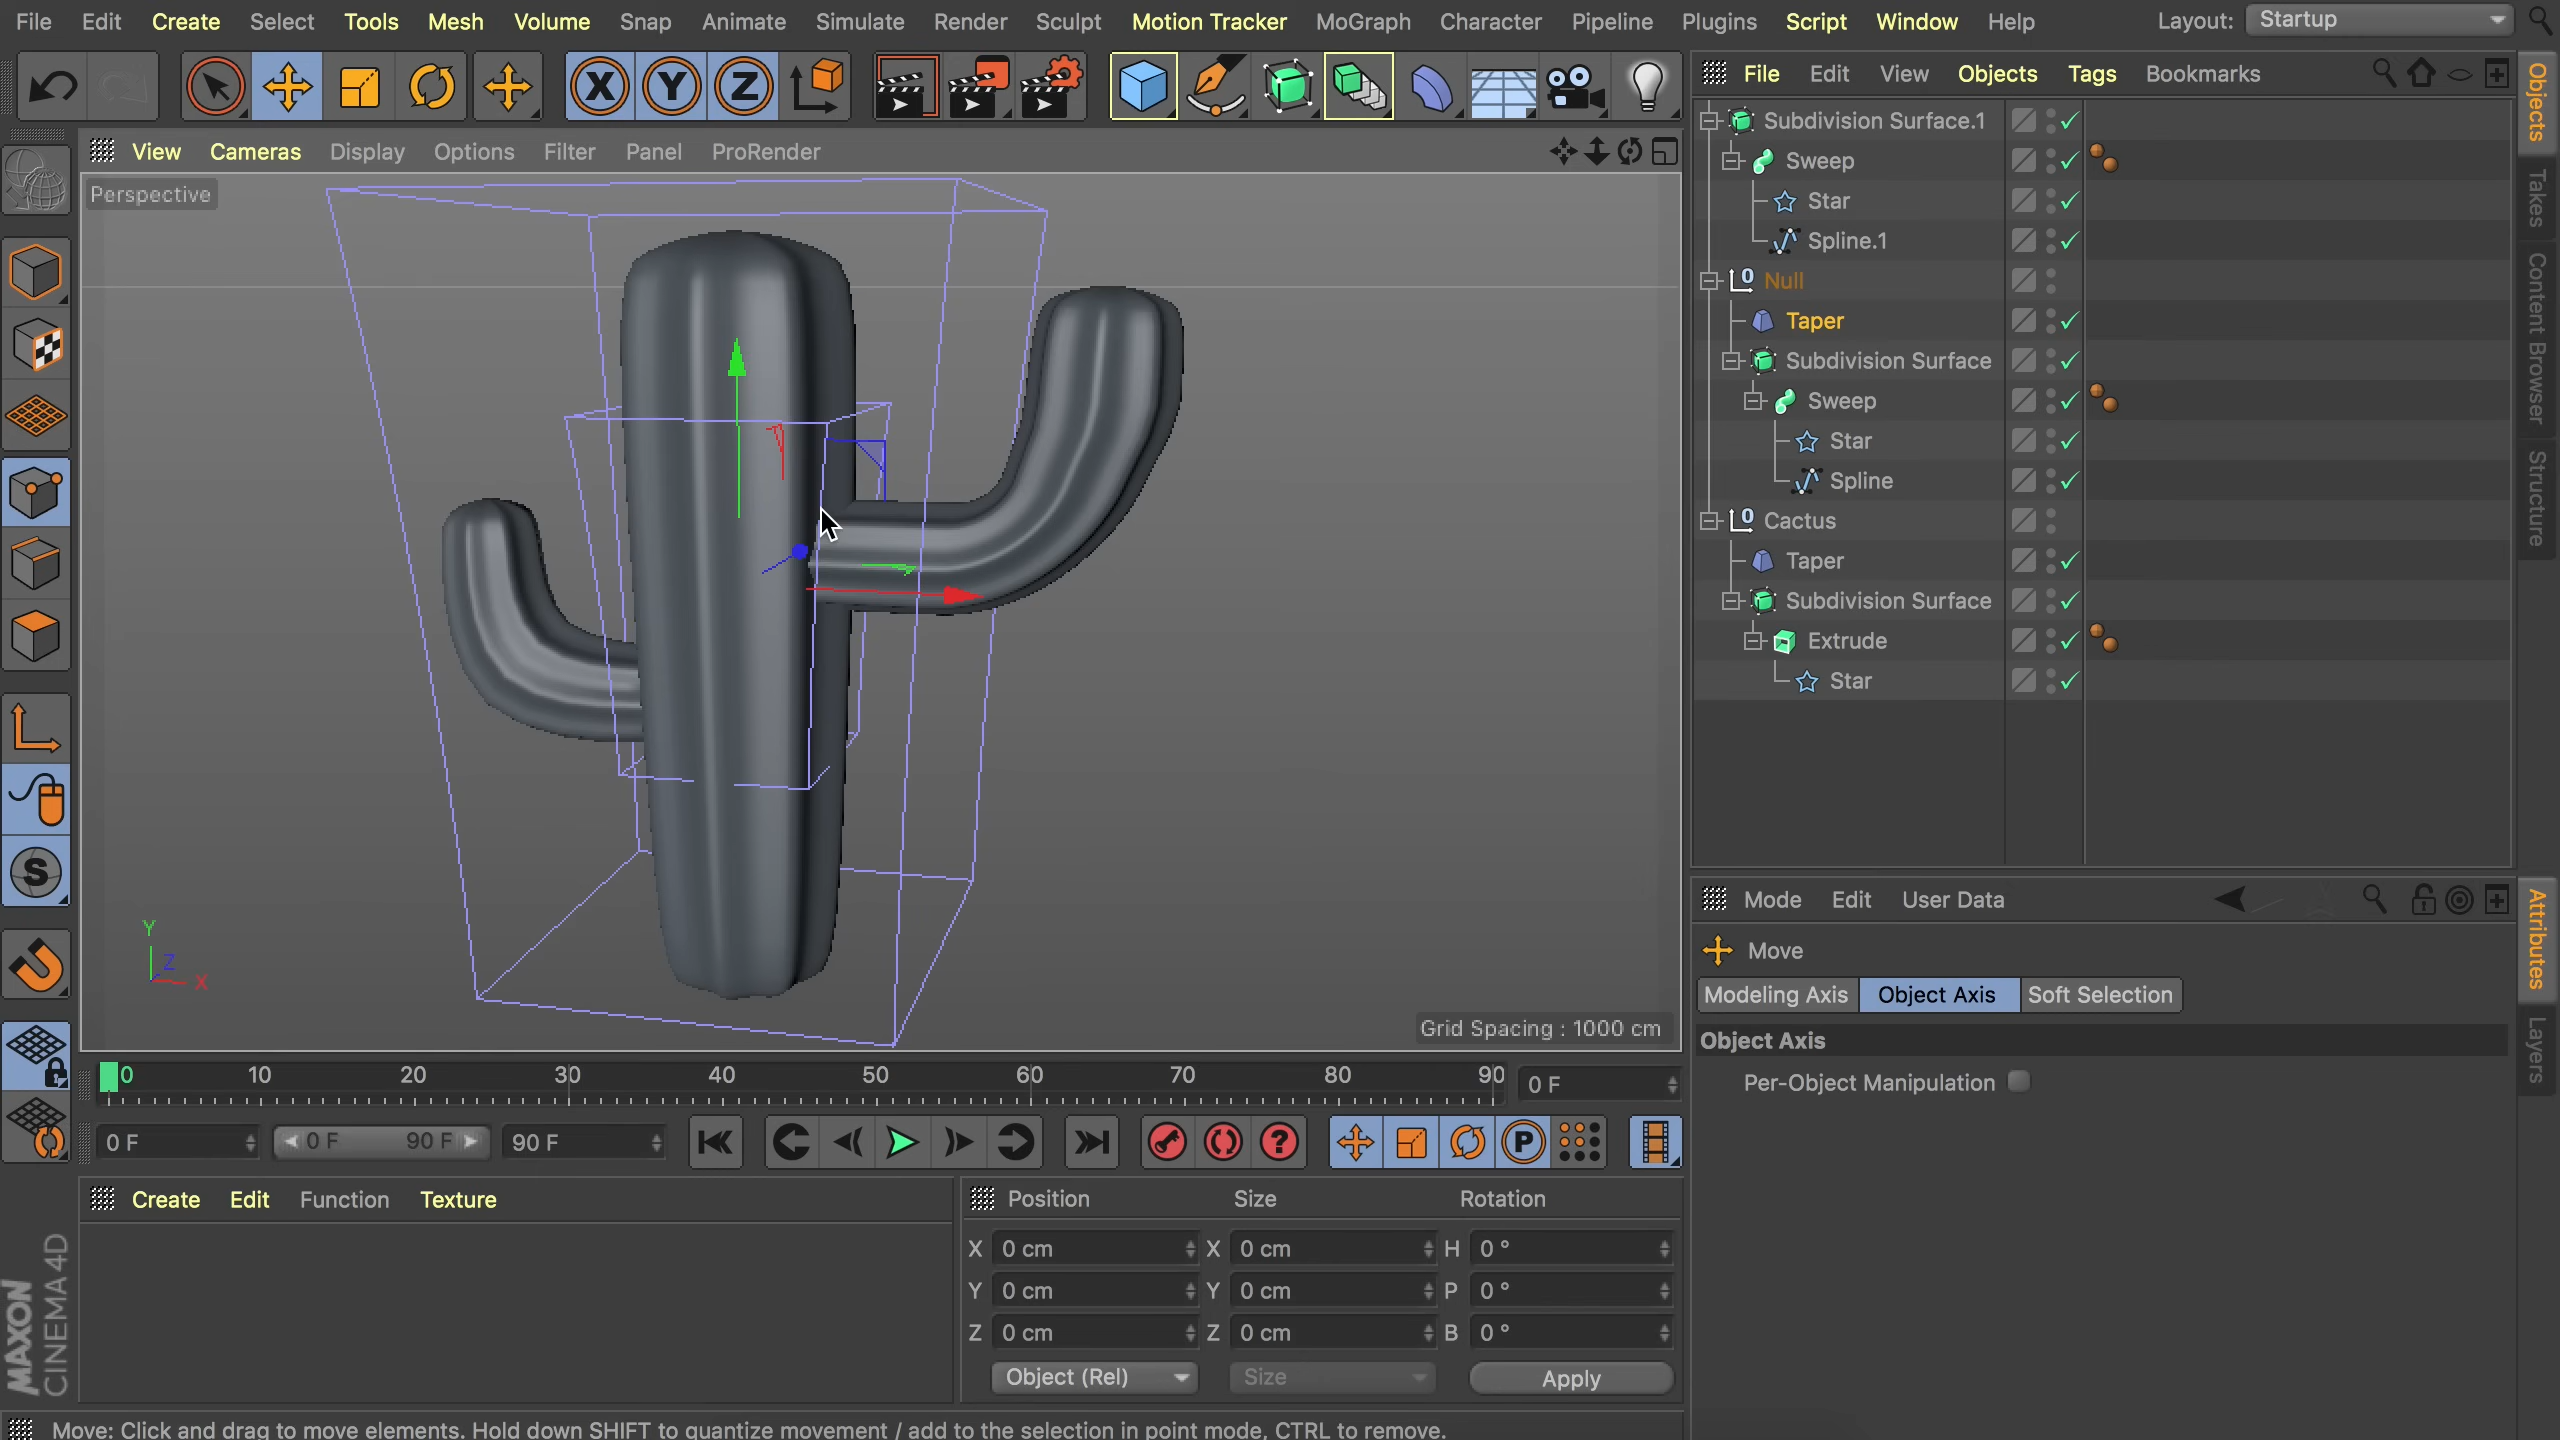 File Edit Create Select Tools Mesh Volume Snap Animate Simulate Render Sculpt Motion Tracker MoGraph Character Pipeline Plugins Script Window Help Layout: Startup
X Y Z
File Edit View Objects Tags Bookmarks
View Cameras Display Options Filter Panel ProRender
Perspective
Subdivision Surface.1
Sweep
Star
Spline.1
0 Null
Taper
Subdivision Surface
Sweep
Star
Spline
0 Cactus
Taper
Subdivision Surface
Extrude
Star
Objects
Takes
Content Browser
Structure
S
Y
Z
X
Grid Spacing : 1000 cm
Mode Edit User Data
Move
Modeling Axis Object Axis Soft Selection
Object Axis
Per-Object Manipulation
Attributes
Layers
0 10 20 30 40 50 60 70 80 90 0 F
0 F 0 F 90 F 90 F ? P
Create Edit Function Texture
Position Size Rotation
X 0 cm X 0 cm H 0 °
Y 0 cm Y 0 cm P 0 °
Z 0 cm Z 0 cm B 0 °
Object (Rel) Size Apply
MAXON
CINEMA 4D
Move: Click and drag to move elements. Hold down SHIFT to quantize movement / add to the selection in point mode, CTRL to remove.